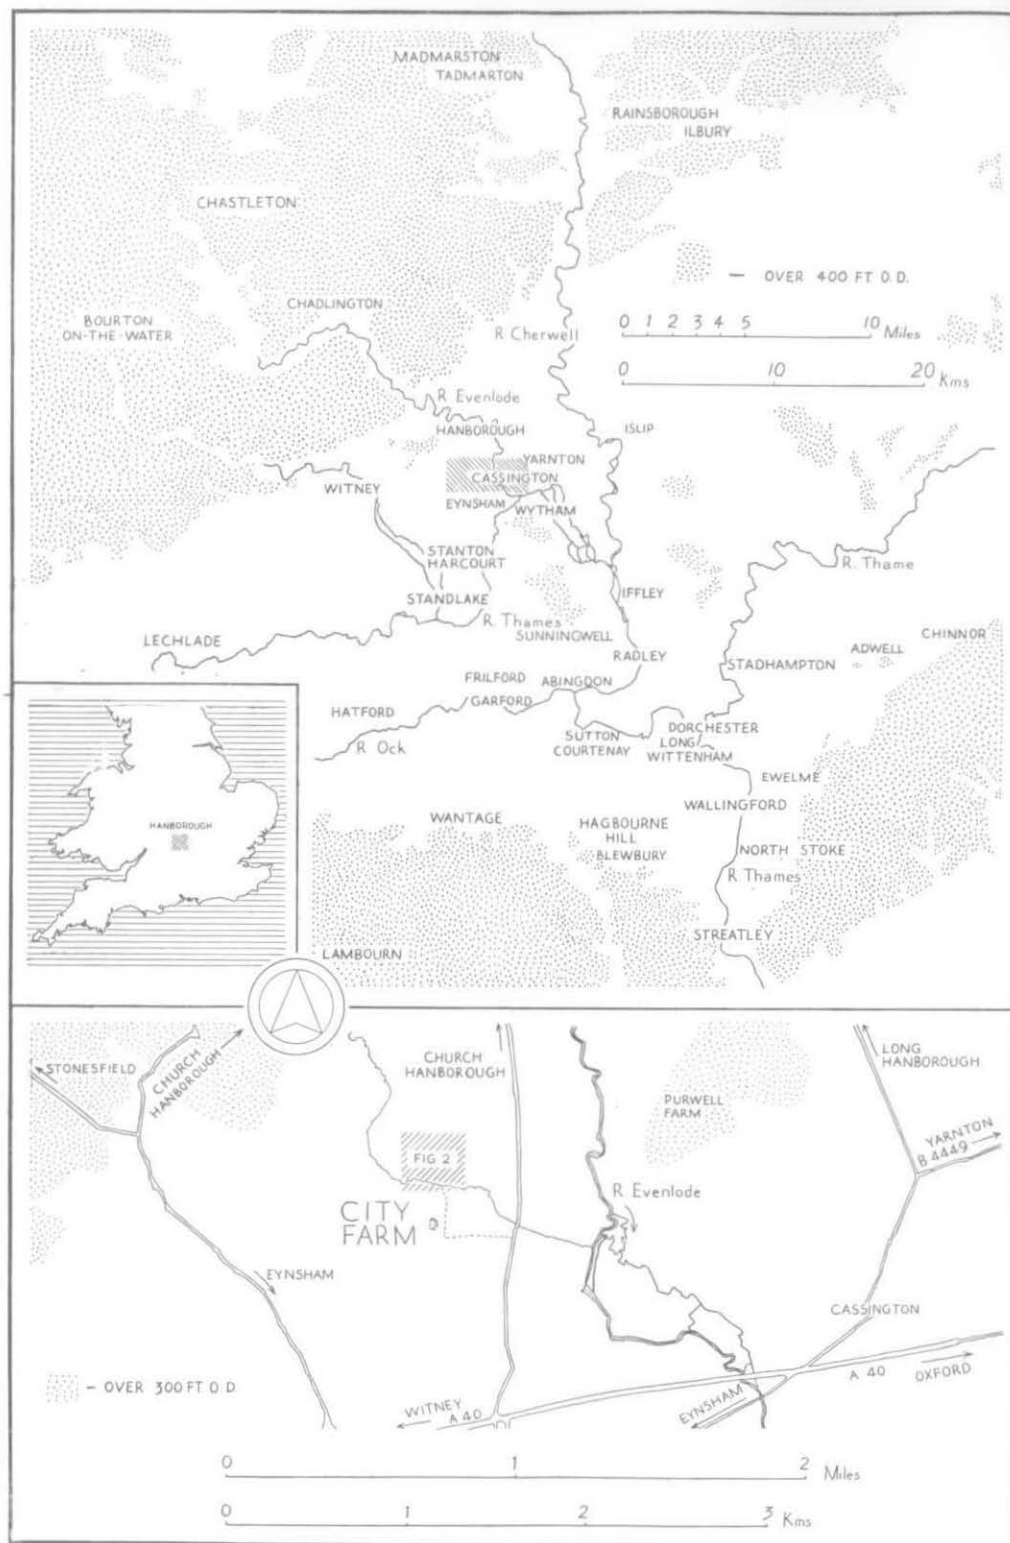 MADMARSTON
TADMARTON
RAINSBOROUGH
ILBURY
CHASTLETON
— OVER 400 FT O.D.
CHADLINGTON
BOURTON
ON-THE-WATER
R Cherwell
0 1 2 3 4 5 10 Miles
0 10 20 Kms
R Evenlode
HANBOROUGH
ISLIP
YARNTON
CASSINGTON
WITNEY
EYNSHAM
WYTHAM
STANTON
HARCOURT
R. Thame
STANDLAKE
IFFLEY
R. Thames
SUNNINGWELL
LECHLADE
CHINNOR
ADWELL
RADLEY
STADHAMPTON
FRILFORD
ABINGDON
GARFORD
HATFORD
R Ock
SUTTON
COURTENAY
DORCHESTER
LONG
WITTENHAM
EWELME
WALLINGFORD
WANTAGE
HAGBOURNE
HILL
BLEWBURY
NORTH STOKE
R Thames
STREATLEY
LAMBOURN
HANBOROUGH
STONESFIELD
CHURCH
HANBOROUGH
CHURCH
HANBOROUGH
LONG
HANBOROUGH
PURWELL
FARM
YARNTON
B 4449
FIG 2
R. Evenlode
CITY
FARM
EYNSHAM
CASSINGTON
— OVER 300 FT O.D.
WITNEY
A 40
EYNSHAM
A 40
OXFORD
0 1 2 Miles
0 1 2 3 Kms